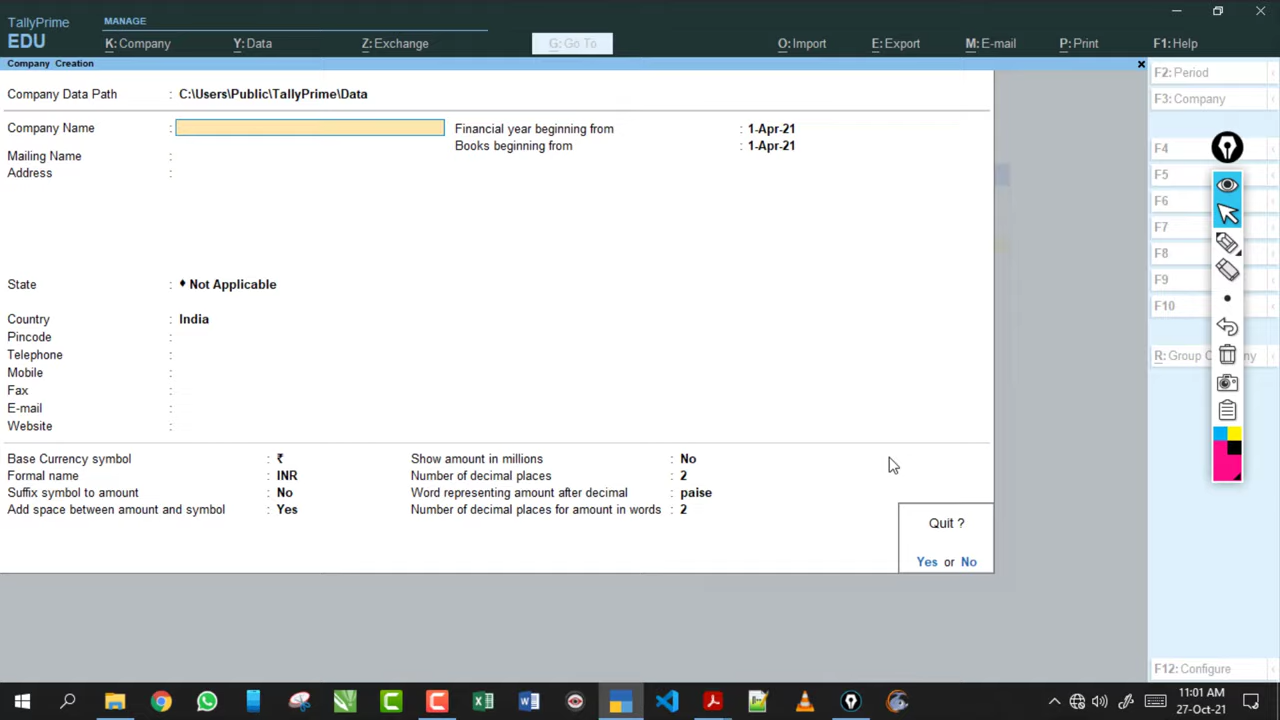 TallyPrime
EDU
MANAGE
K: Company
Y: Data
Z: Exchange
G: Go To
O: Import
E: Export
M: E-mail
P: Print
F1: Help
Company Creation
Company Data Path : C:\Users\Public\TallyPrime\Data
Company Name :
Financial year beginning from : 1-Apr-21
Books beginning from : 1-Apr-21
Mailing Name :
Address :
State : ♦ Not Applicable
Country : India
Pincode :
Telephone :
Mobile :
Fax :
E-mail :
Website :
Base Currency symbol : ₹
Formal name : INR
Suffix symbol to amount : No
Add space between amount and symbol : Yes
Show amount in millions : No
Number of decimal places : 2
Word representing amount after decimal : paise
Number of decimal places for amount in words : 2
Quit ?
Yes or No
F2: Period
F3: Company
F4
F5
F6
F7
F8
F9
F10
R: Group
F12: Configure
11:01 AM
27-Oct-21